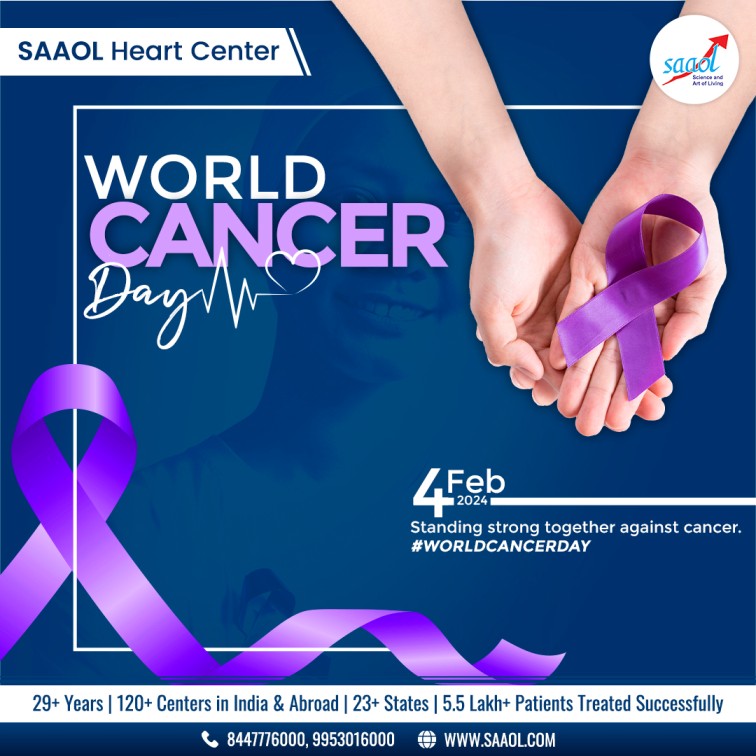 SAAOL Heart Center
saaol
Science and
Art of Living
WORLD
CANCER
Day
4 Feb
2024
Standing strong together against cancer.
#WORLDCANCERDAY
29+ Years | 120+ Centers in India & Abroad | 23+ States | 5.5 Lakh+ Patients Treated Successfully
8447776000, 9953016000 WWW.SAAOL.COM